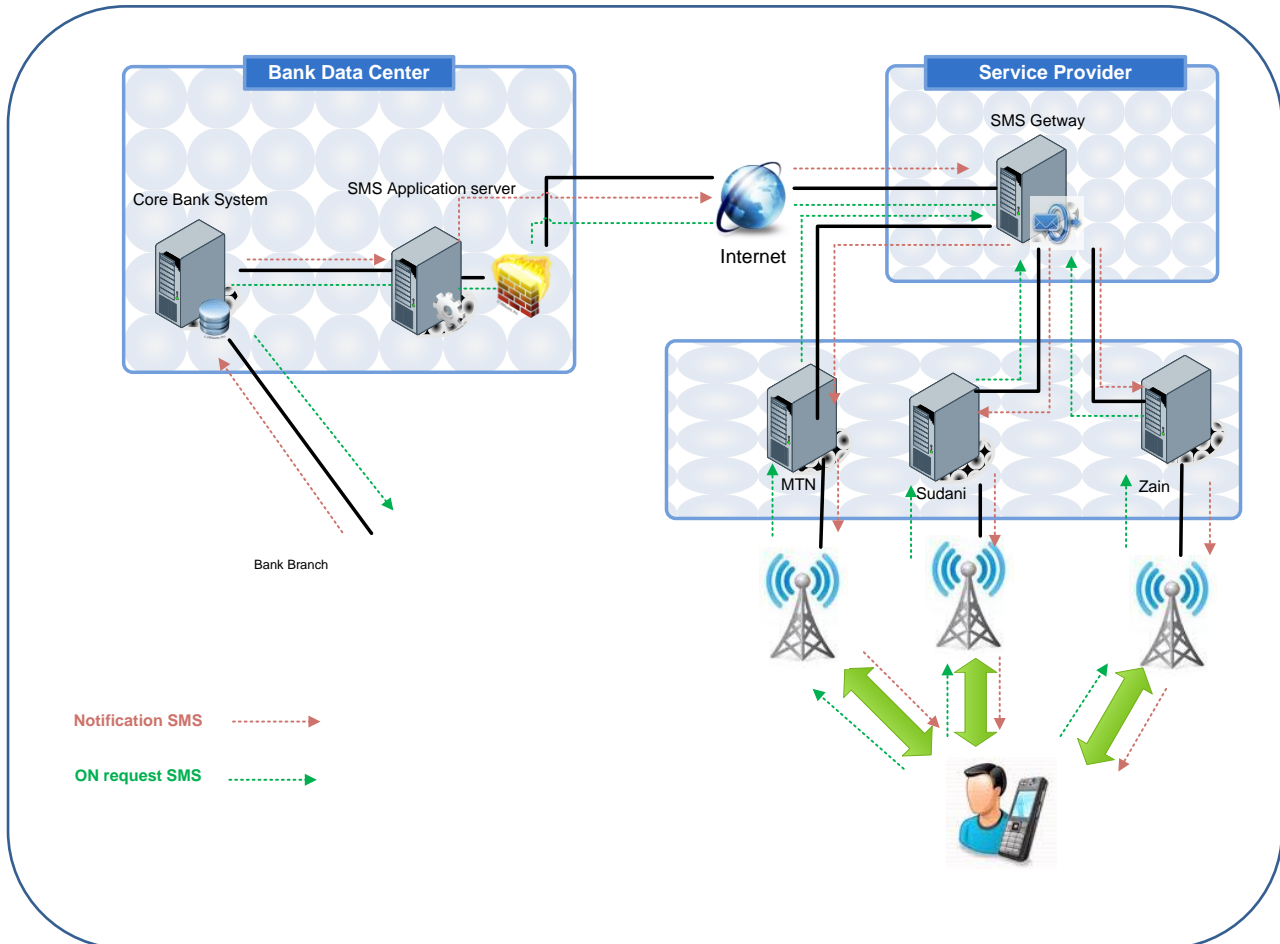 Bank Data Center
Service Provider
SMS Getway
SMS Application server
Core Bank System
Internet
MTN
Sudani
Zain
Bank Branch
Notification SMS
ON request SMS